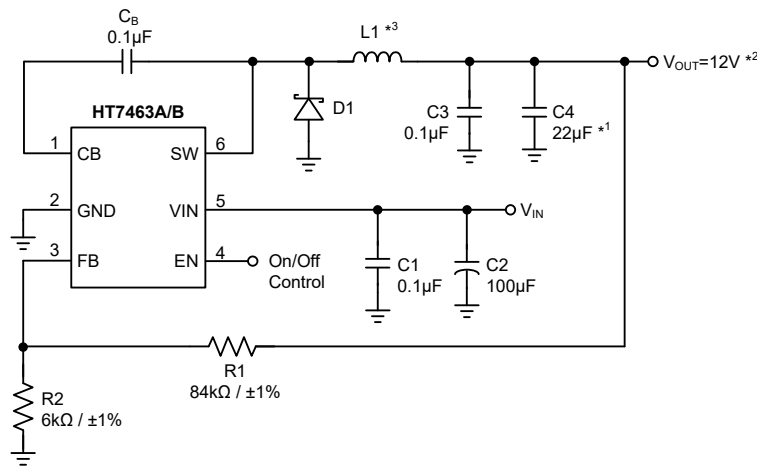 C_B
0.1µF
L1 *³
V_OUT=12V *²
HT7463A/B
D1
C3
0.1µF
C4
22µF *¹
1
CB
SW
6
2
GND
VIN
5
V_IN
3
FB
EN
4
On/Off
Control
C1
0.1µF
C2
100µF
R1
84kΩ / ±1%
R2
6kΩ / ±1%